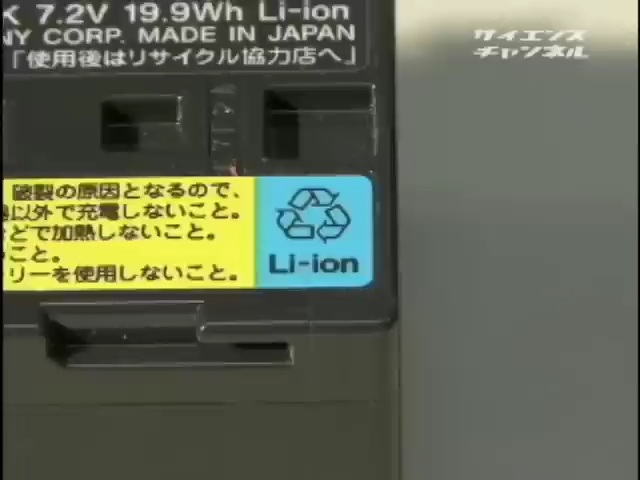 K 7.2V 19.9Wh Li-ion
NY CORP. MADE IN JAPAN
「使用後はリサイクル協力店へ」
サイエンス
チャンネル
破裂の原因となるので、
以外で充電しないこと。
どで加熱しないこと。
こと。
リーを使用しないこと。
Li-ion